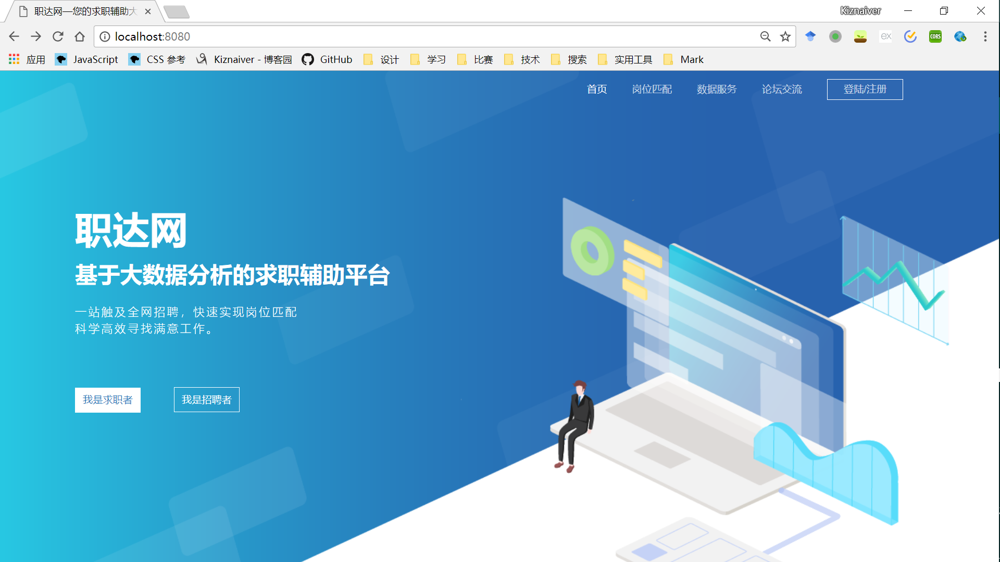 职达网—您的求职辅助大
Kiznaiver
localhost:8080
应用 JavaScript CSS 参考 Kiznaiver - 博客园 GitHub 设计 学习 比赛 技术 搜索 实用工具 Mark
EX
CORS
首页 岗位匹配 数据服务 论坛交流 登陆/注册
职达网
基于大数据分析的求职辅助平台
一站触及全网招聘，快速实现岗位匹配
科学高效寻找满意工作。
我是求职者 我是招聘者